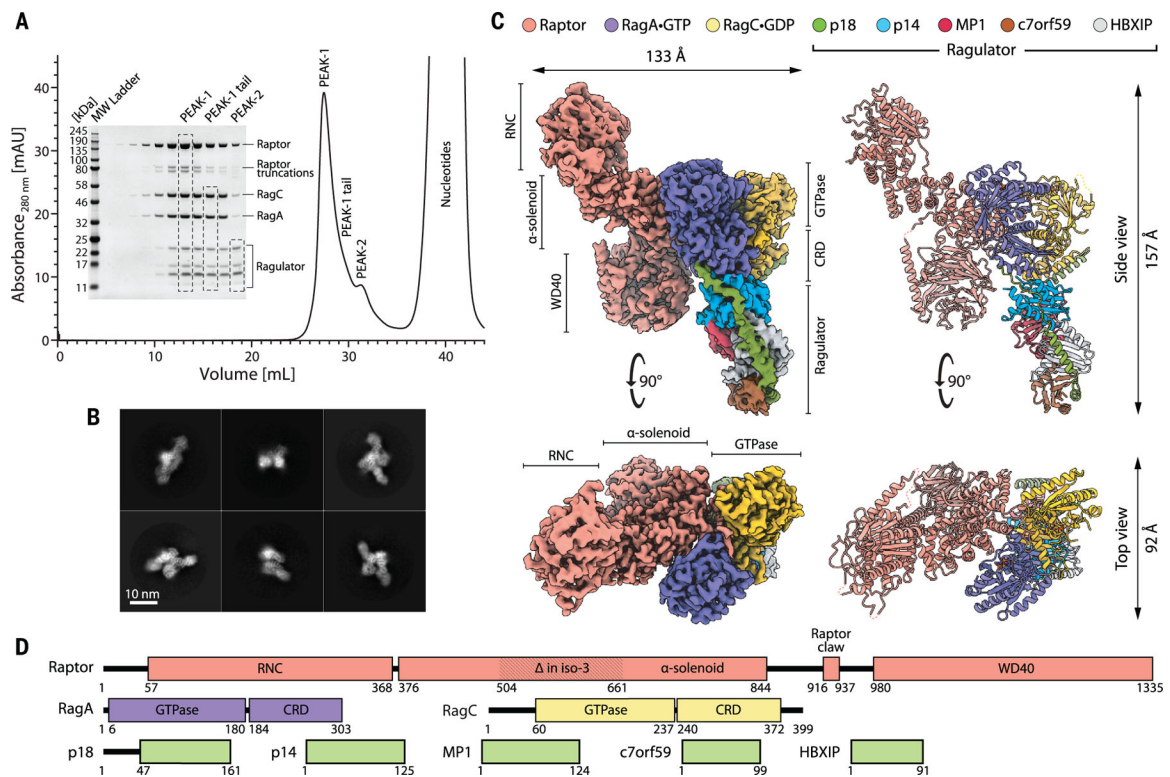 A
Absorbance280 nm [mAU]
50
40
30
20
10
0
0
10
20
30
40
Volume [mL]
[kDa]
MW Ladder
245
190
135
100
80
58
46
32
25
22
17
11
PEAK-1
PEAK-1 tail
PEAK-2
Raptor
Raptor
truncations
RagC
RagA
Ragulator
PEAK-1
PEAK-1 tail
PEAK-2
Nucleotides
B
10 nm
C
Raptor RagA•GTP RagC•GDP p18 p14 MP1 c7orf59 HBXIP
Ragulator
133 Å
RNC
α-solenoid
WD40
GTPase
CRD
Ragulator
90°
90°
Side view
157 Å
RNC
α-solenoid
GTPase
Top view
92 Å
D
Raptor RNC Δ in iso-3 α-solenoid Raptor
claw WD40
1 57 368 376 504 661 844 916 937 980 1335
RagA GTPase CRD
1 6 180 184 303
RagC GTPase CRD
1 60 237 240 372 399
p18 p14 MP1 c7orf59 HBXIP
1 47 161 1 125 1 124 1 99 1 91